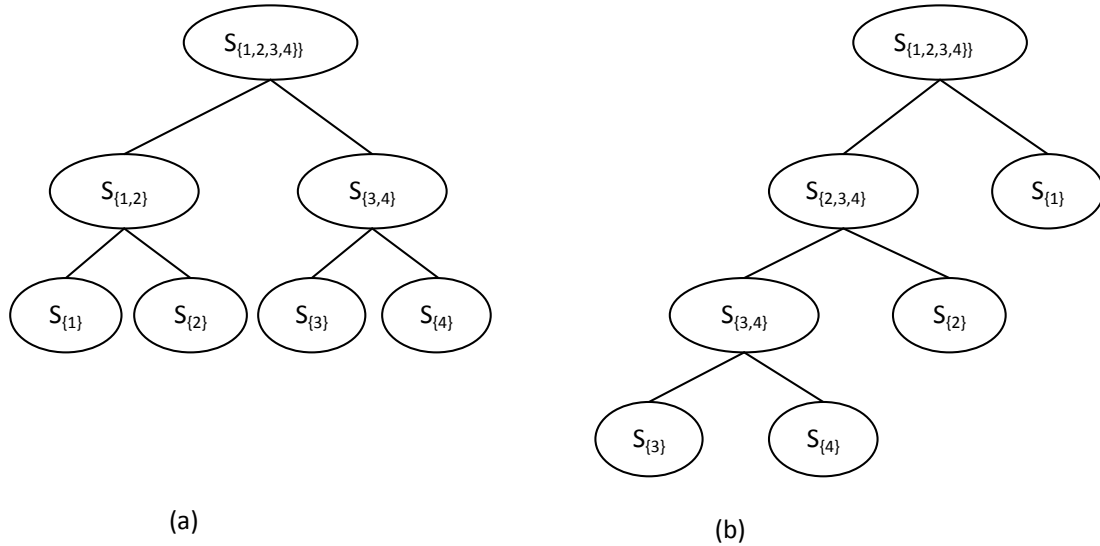 S{1,2,3,4}} S{1,2,3,4}}
S{1,2} S{3,4} S{2,3,4} S{1}
S{1} S{2} S{3} S{4} S{3,4} S{2}
S{3} S{4}
(a) (b)